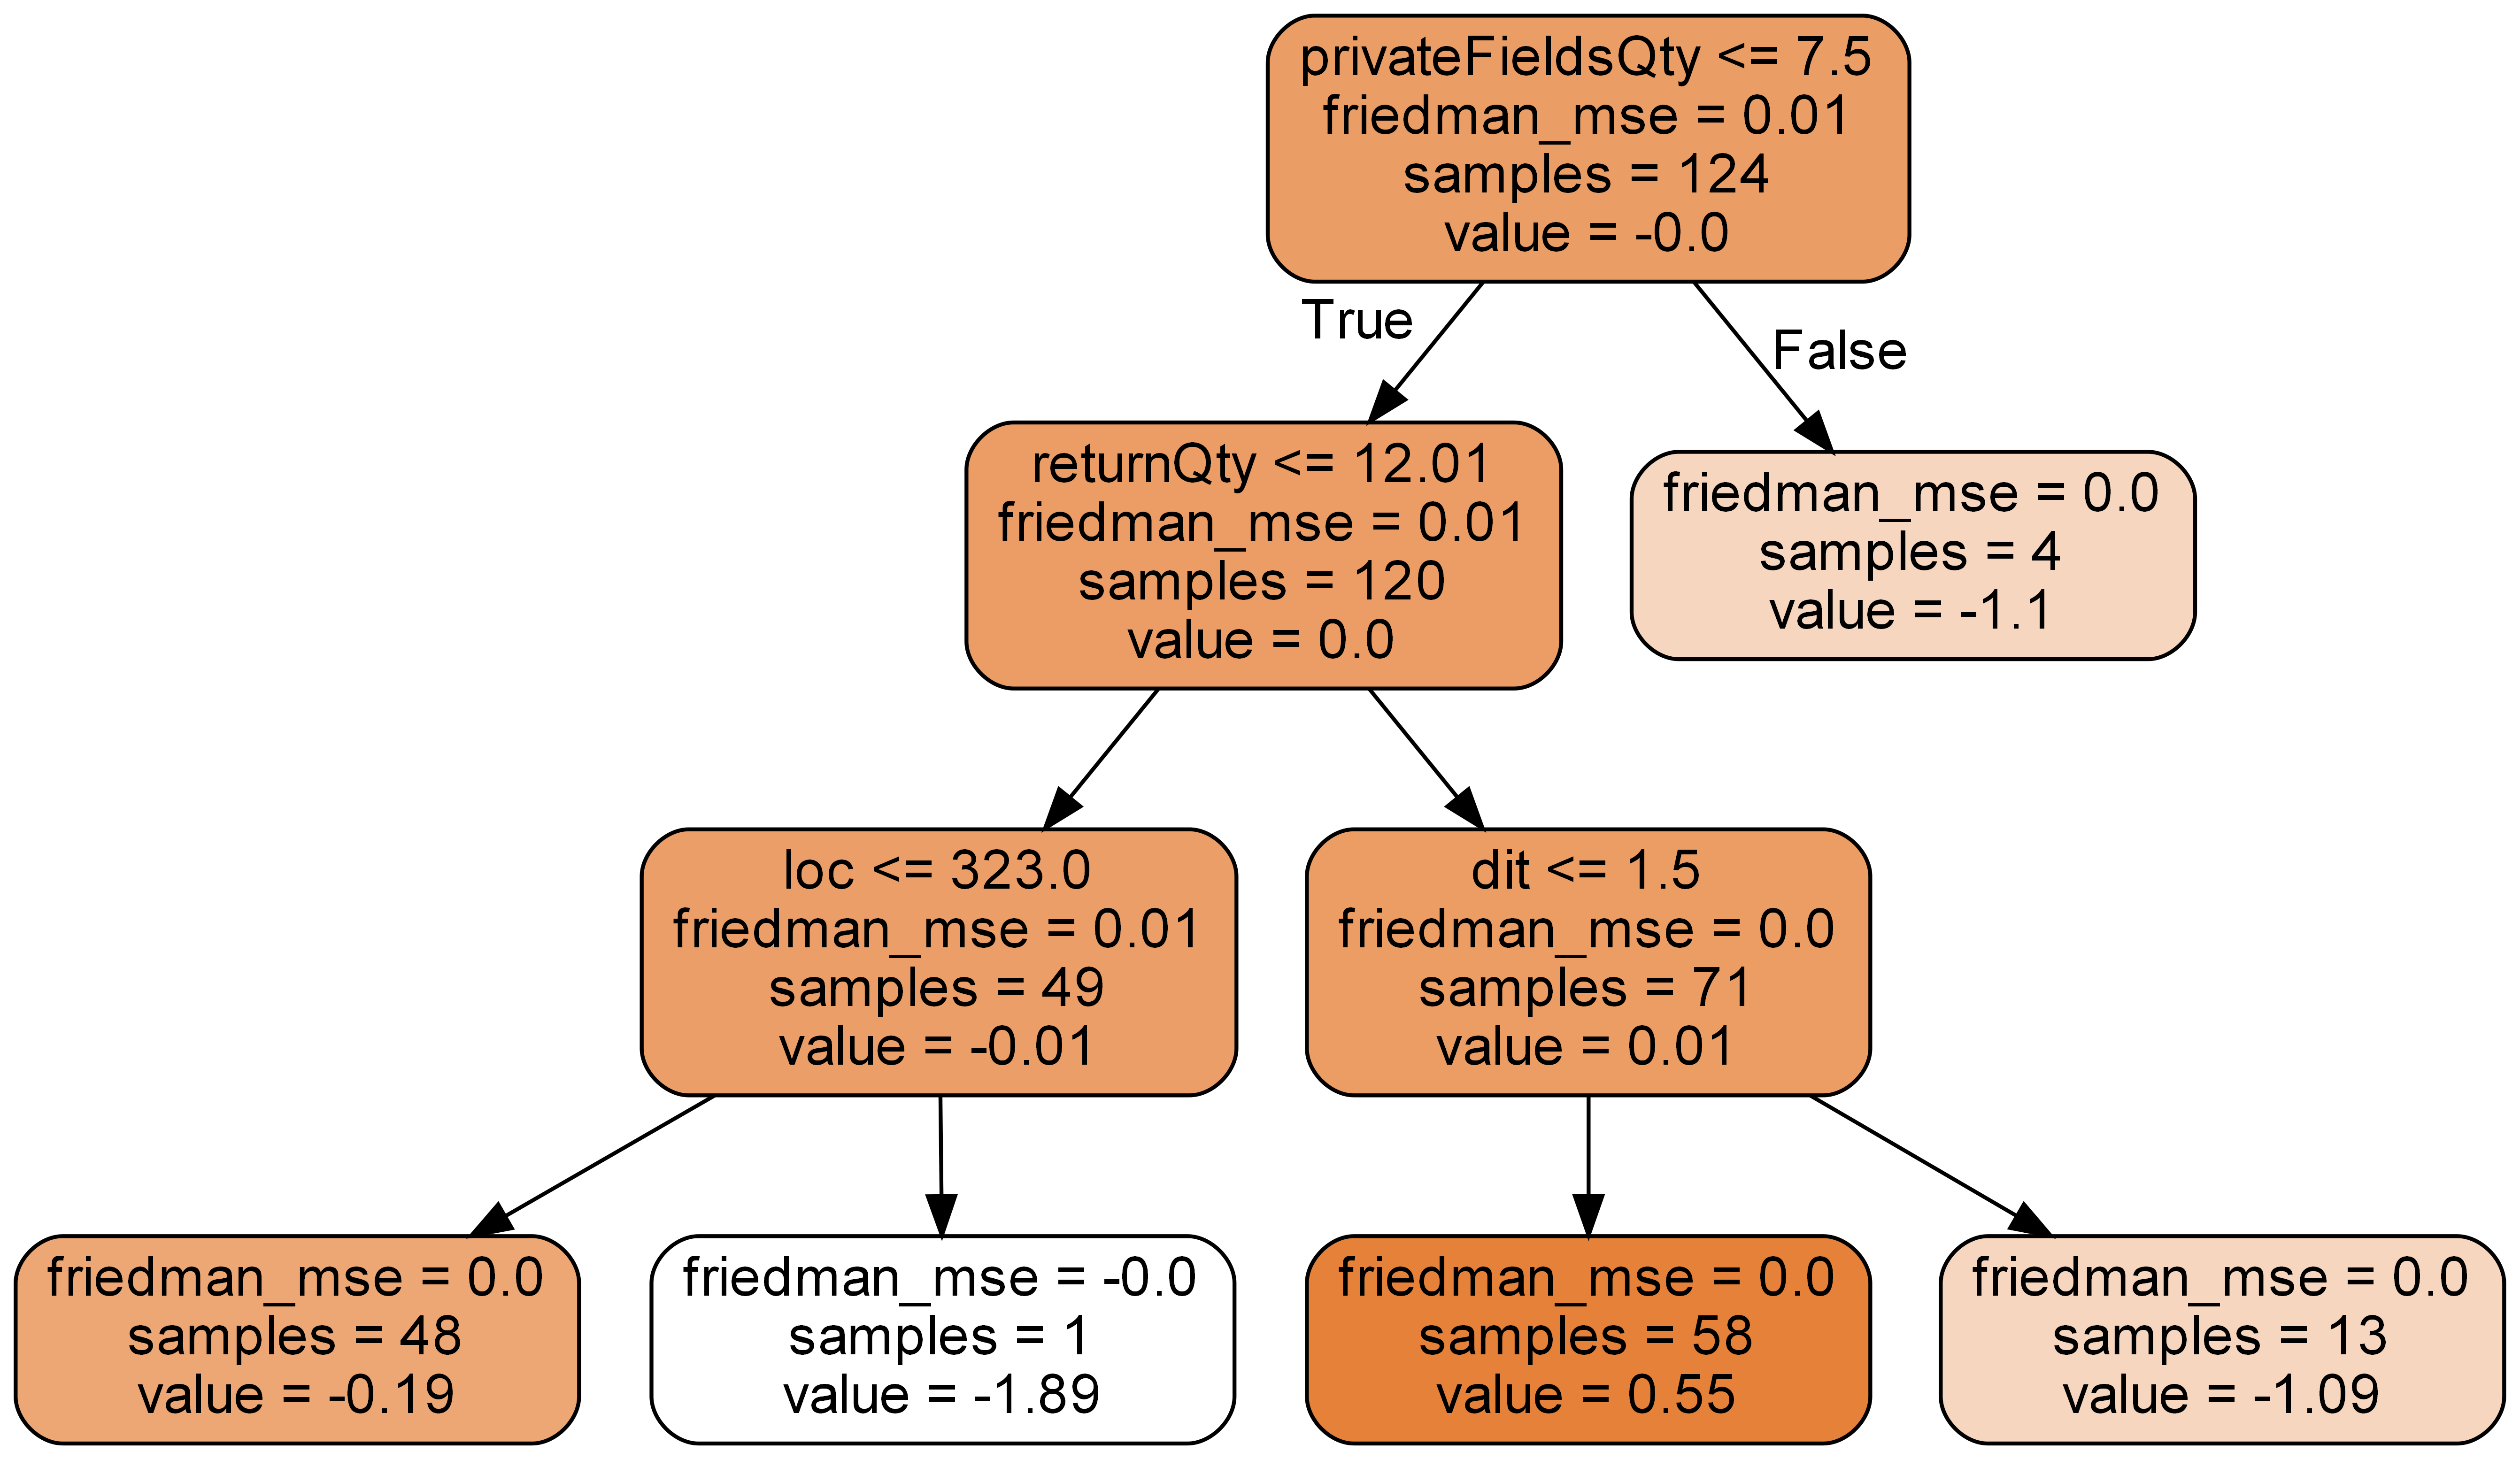 privateFieldsQty <= 7.5
friedman_mse = 0.01
samples = 124
value = -0.0
True
False
returnQty <= 12.01
friedman_mse = 0.01
samples = 120
value = 0.0
friedman_mse = 0.0
samples = 4
value = -1.1
loc <= 323.0
friedman_mse = 0.01
samples = 49
value = -0.01
dit <= 1.5
friedman_mse = 0.0
samples = 71
value = 0.01
friedman_mse = 0.0
samples = 48
value = -0.19
friedman_mse = -0.0
samples = 1
value = -1.89
friedman_mse = 0.0
samples = 58
value = 0.55
friedman_mse = 0.0
samples = 13
value = -1.09